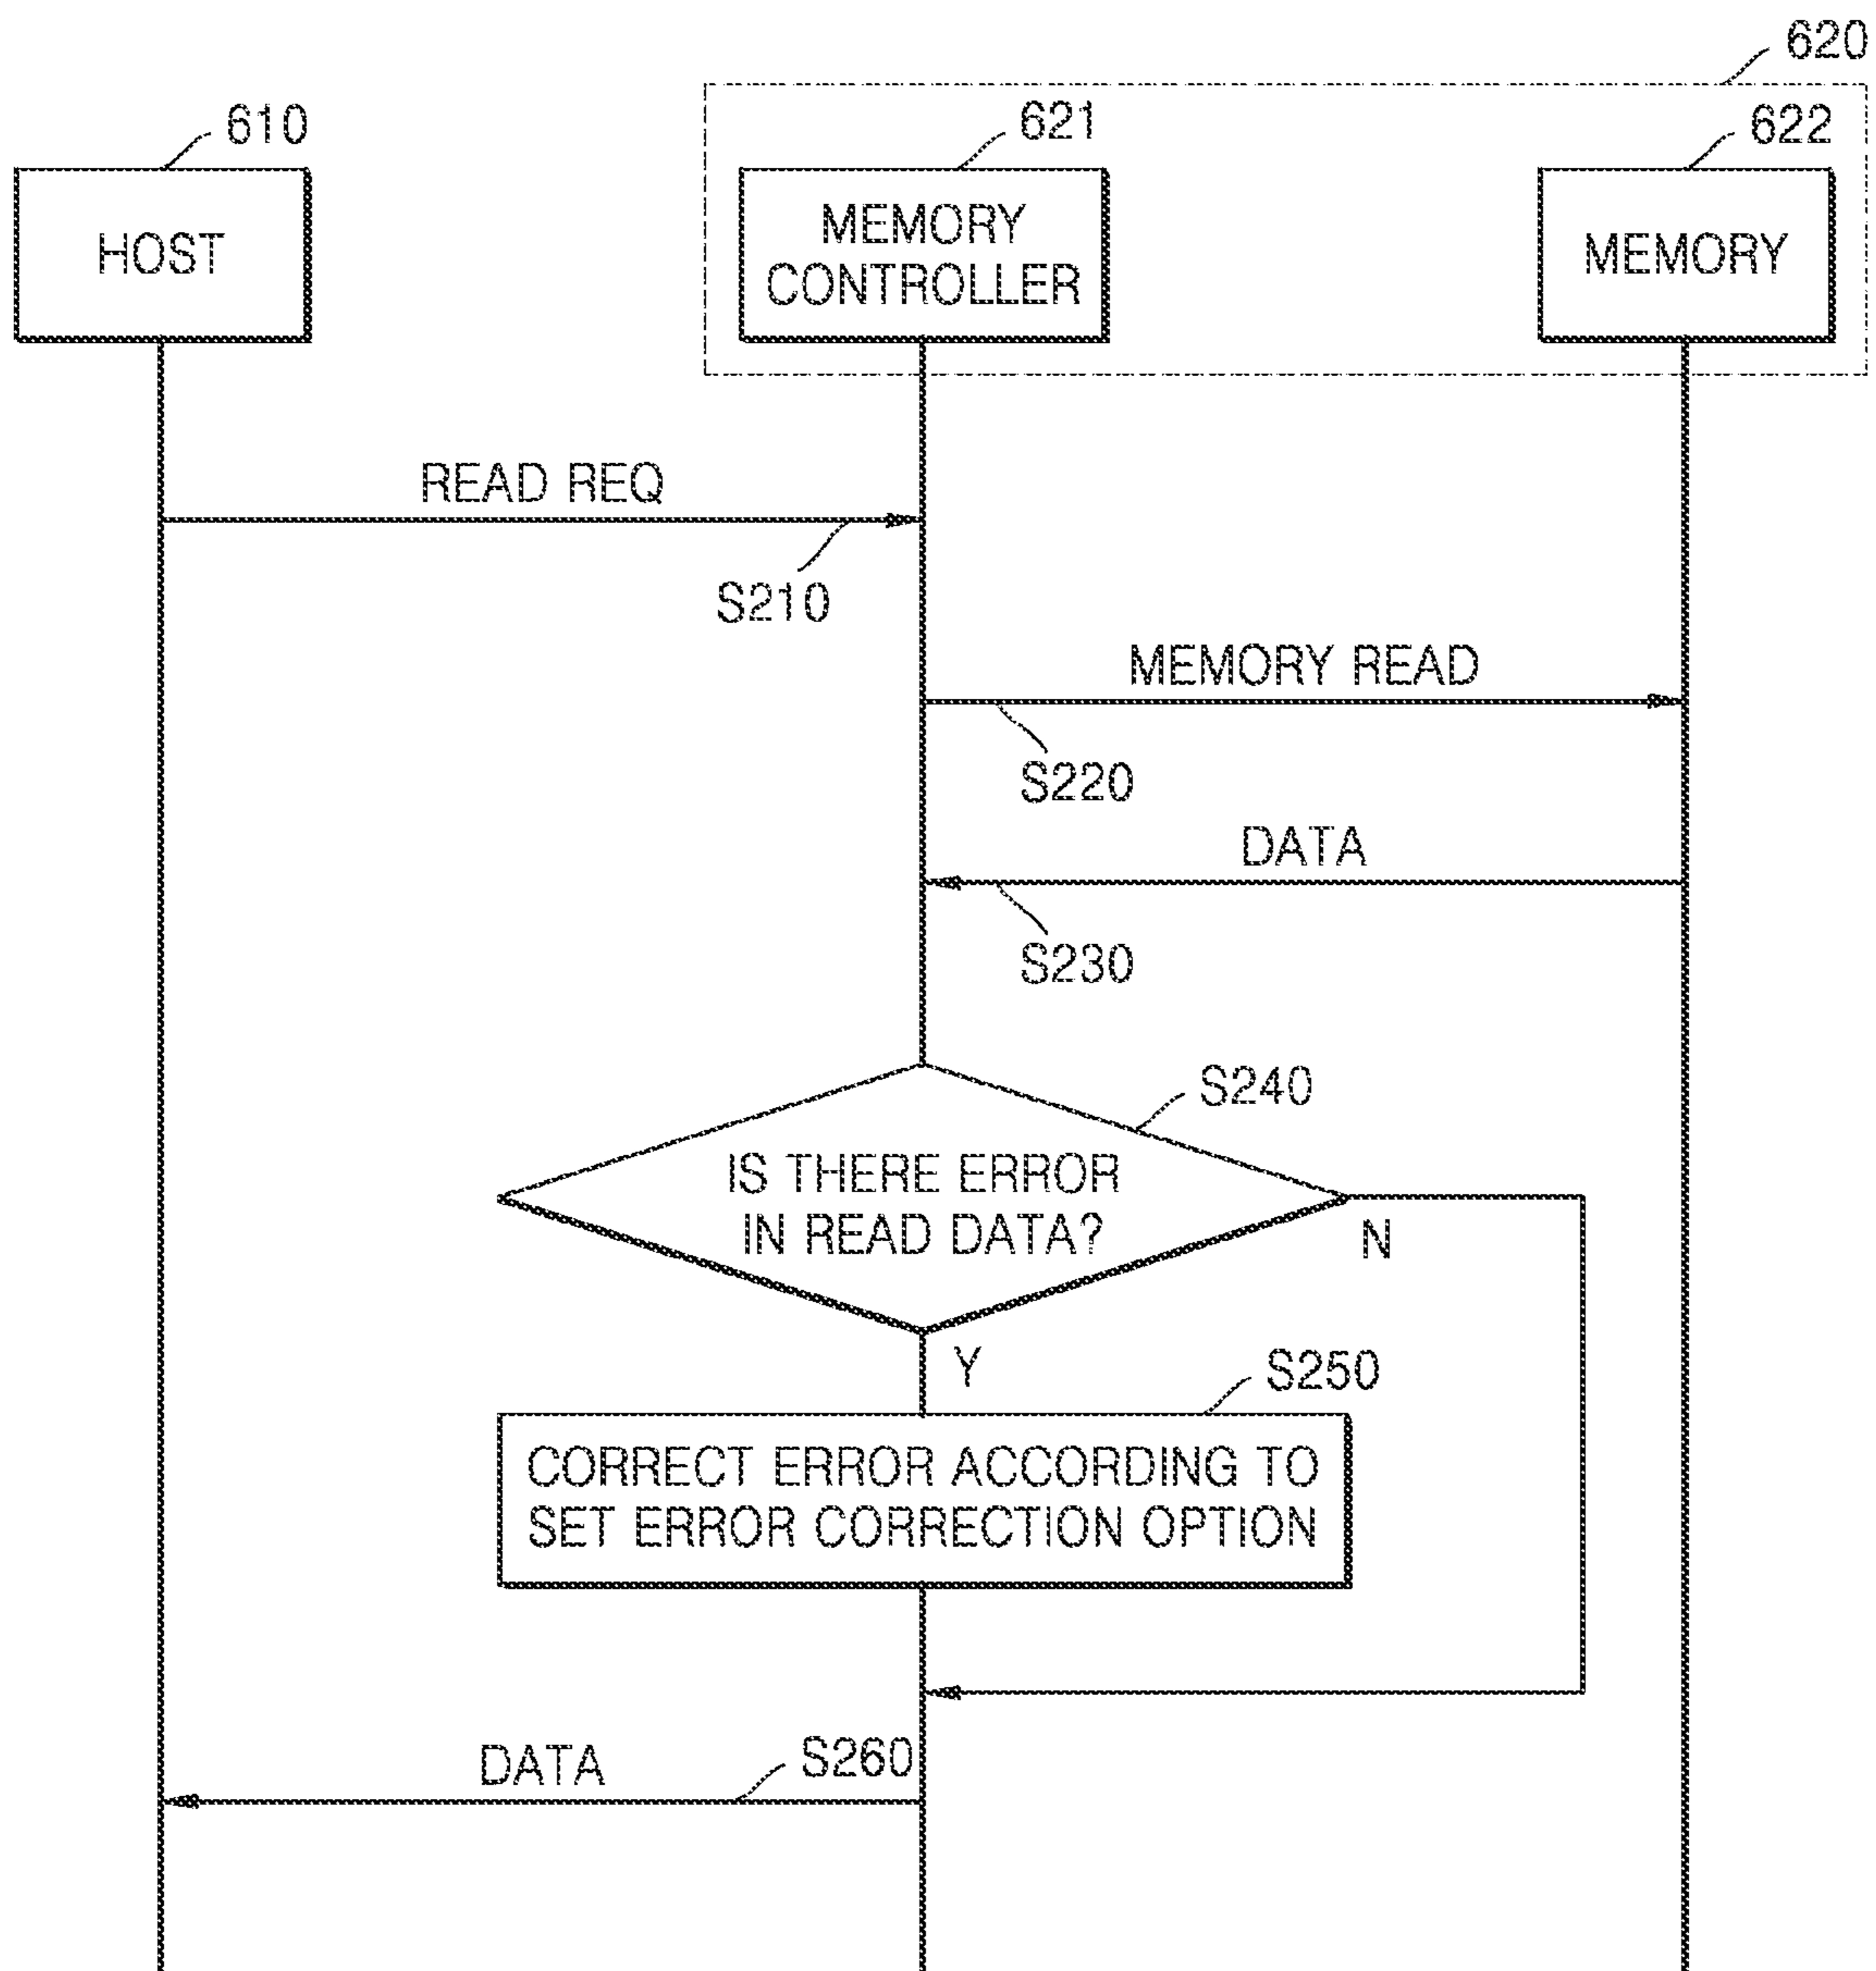 620
610
621
622
HOST
MEMORY
CONTROLLER
MEMORY
READ REQ
S210
MEMORY READ
S220
DATA
S230
S240
IS THERE ERROR
IN READ DATA?
N
Y
S250
CORRECT ERROR ACCORDING TO
SET ERROR CORRECTION OPTION
DATA
S260